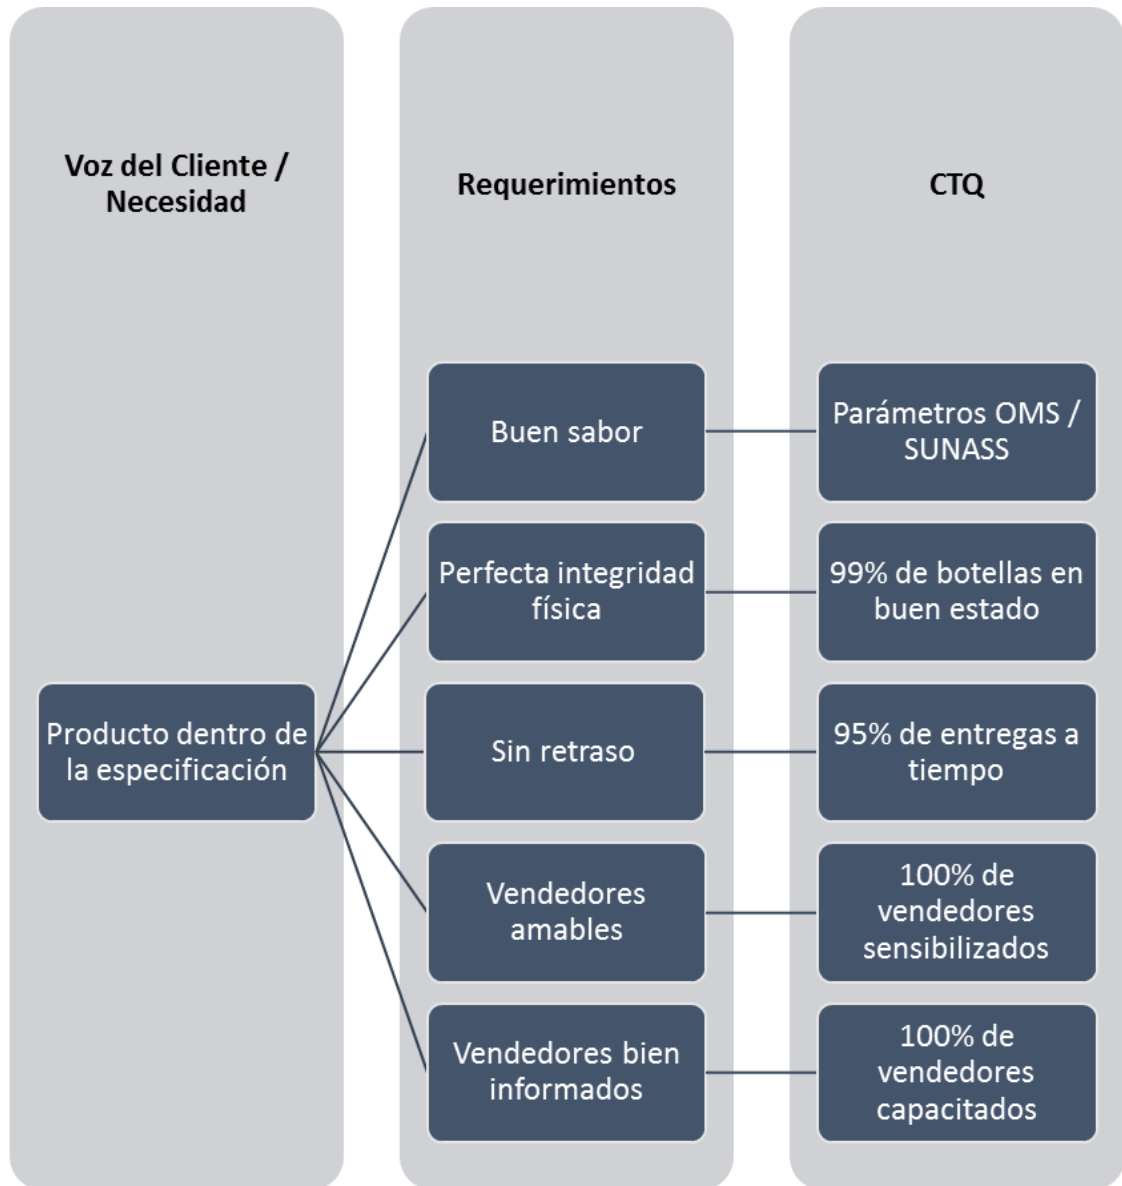 Voz del Cliente /
Necesidad
Requerimientos
CTQ
Producto dentro de
la especificación
Buen sabor
Parámetros OMS /
SUNASS
Perfecta integridad
física
99% de botellas en
buen estado
Sin retraso
95% de entregas a
tiempo
Vendedores
amables
100% de
vendedores
sensibilizados
Vendedores bien
informados
100% de
vendedores
capacitados